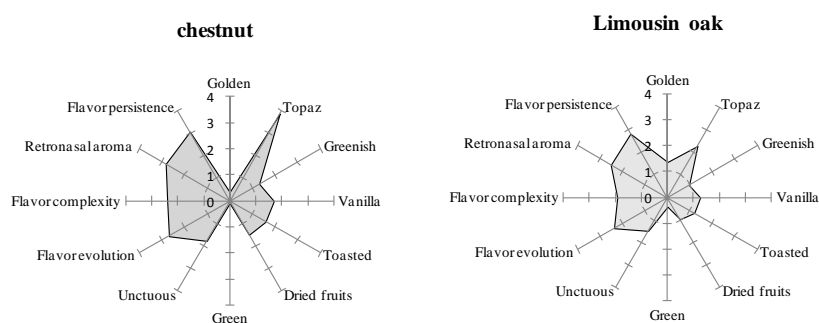 chestnut
Golden
4
3
2
1
0
Topaz
Greenish
Vanilla
Toasted
Dried fruits
Green
Unctuous
Flavor evolution
Flavor complexity
Retronasal aroma
Flavor persistence
Limousin oak
Golden
4
3
2
1
0
Topaz
Greenish
Vanilla
Toasted
Dried fruits
Green
Unctuous
Flavor evolution
Flavor complexity
Retronasal aroma
Flavor persistence